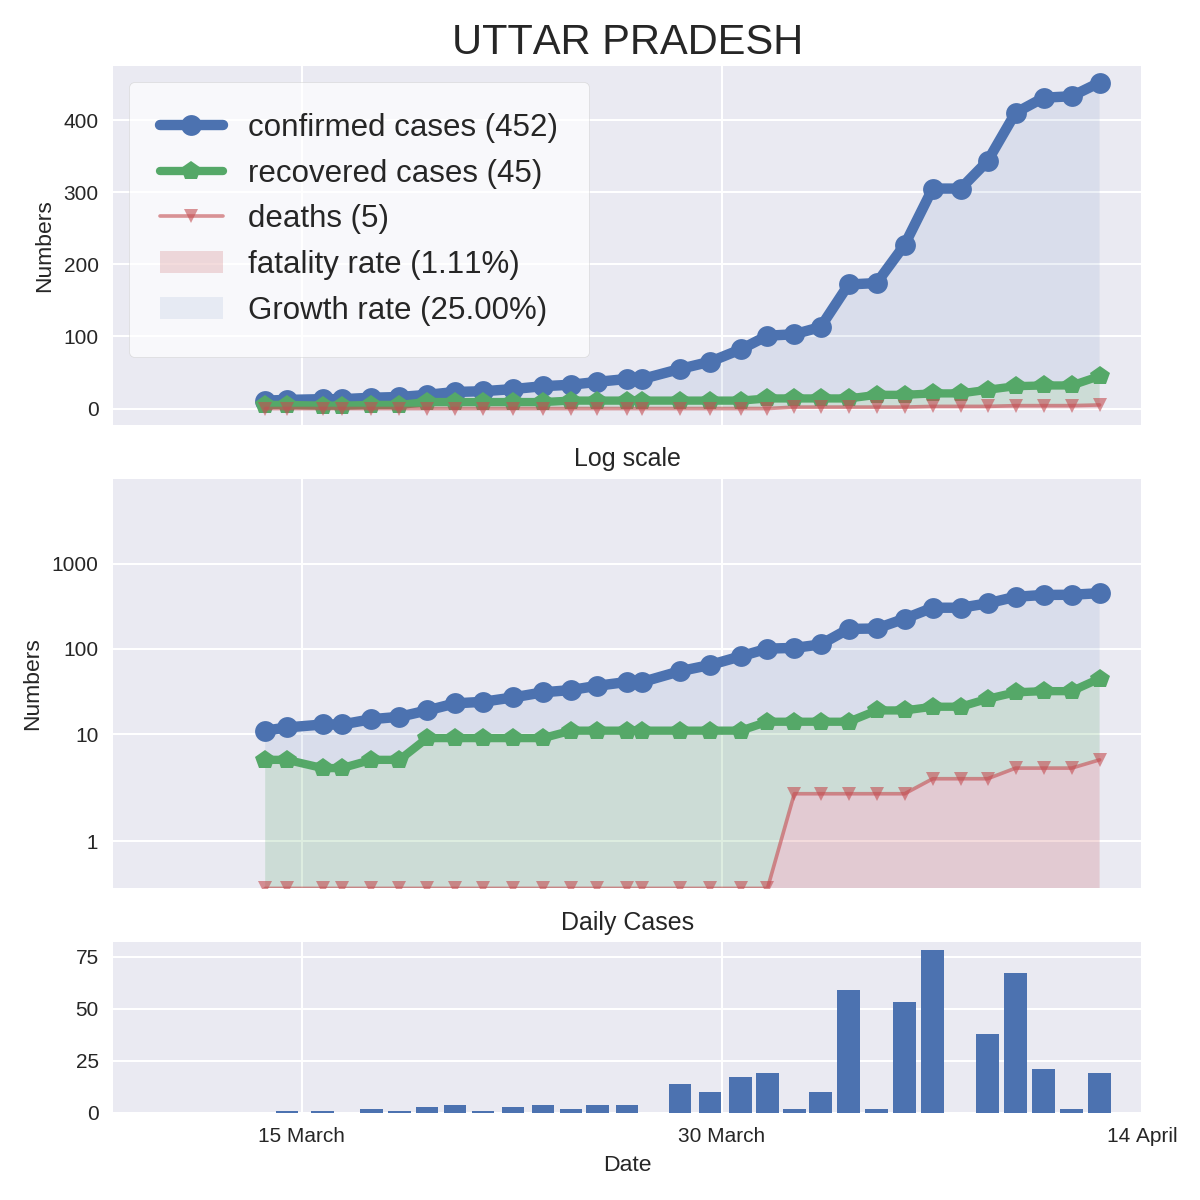 UTTAR PRADESH
confirmed cases (452)
recovered cases (45)
deaths (5)
fatality rate (1.11%)
Growth rate (25.00%)
400
300
200
100
0
Numbers
Log scale
1000
100
10
1
Numbers
Daily Cases
75
50
25
0
15 March 30 March 14 April
Date